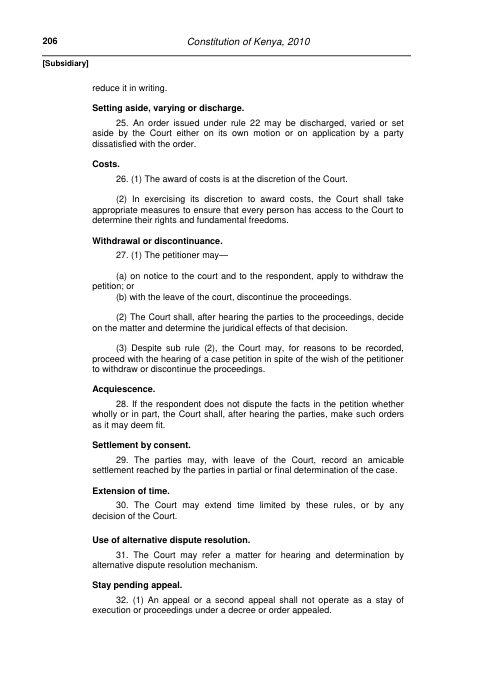 206
Constitution of Kenya, 2010
[Subsidiary]
reduce it in writing.
Setting aside, varying or discharge.
25. An order issued under rule 22 may be discharged, varied or set
aside by the Court either on its own motion or on application by a party
dissatisfied with the order.
Costs.
26. (1) The award of costs is at the discretion of the Court.
(2) In exercising its discretion to award costs, the Court shall take
appropriate measures to ensure that every person has access to the Court to
determine their rights and fundamental freedoms.
Withdrawal or discontinuance.
27. (1) The petitioner may—
(a) on notice to the court and to the respondent, apply to withdraw the
petition; or
(b) with the leave of the court, discontinue the proceedings.
(2) The Court shall, after hearing the parties to the proceedings, decide
on the matter and determine the juridical effects of that decision.
(3) Despite sub rule (2), the Court may, for reasons to be recorded,
proceed with the hearing of a case petition in spite of the wish of the petitioner
to withdraw or discontinue the proceedings.
Acquiescence.
28. If the respondent does not dispute the facts in the petition whether
wholly or in part, the Court shall, after hearing the parties, make such orders
as it may deem fit.
Settlement by consent.
29. The parties may, with leave of the Court, record an amicable
settlement reached by the parties in partial or final determination of the case.
Extension of time.
30. The Court may extend time limited by these rules, or by any
decision of the Court.
Use of alternative dispute resolution.
31. The Court may refer a matter for hearing and determination by
alternative dispute resolution mechanism.
Stay pending appeal.
32. (1) An appeal or a second appeal shall not operate as a stay of
execution or proceedings under a decree or order appealed.